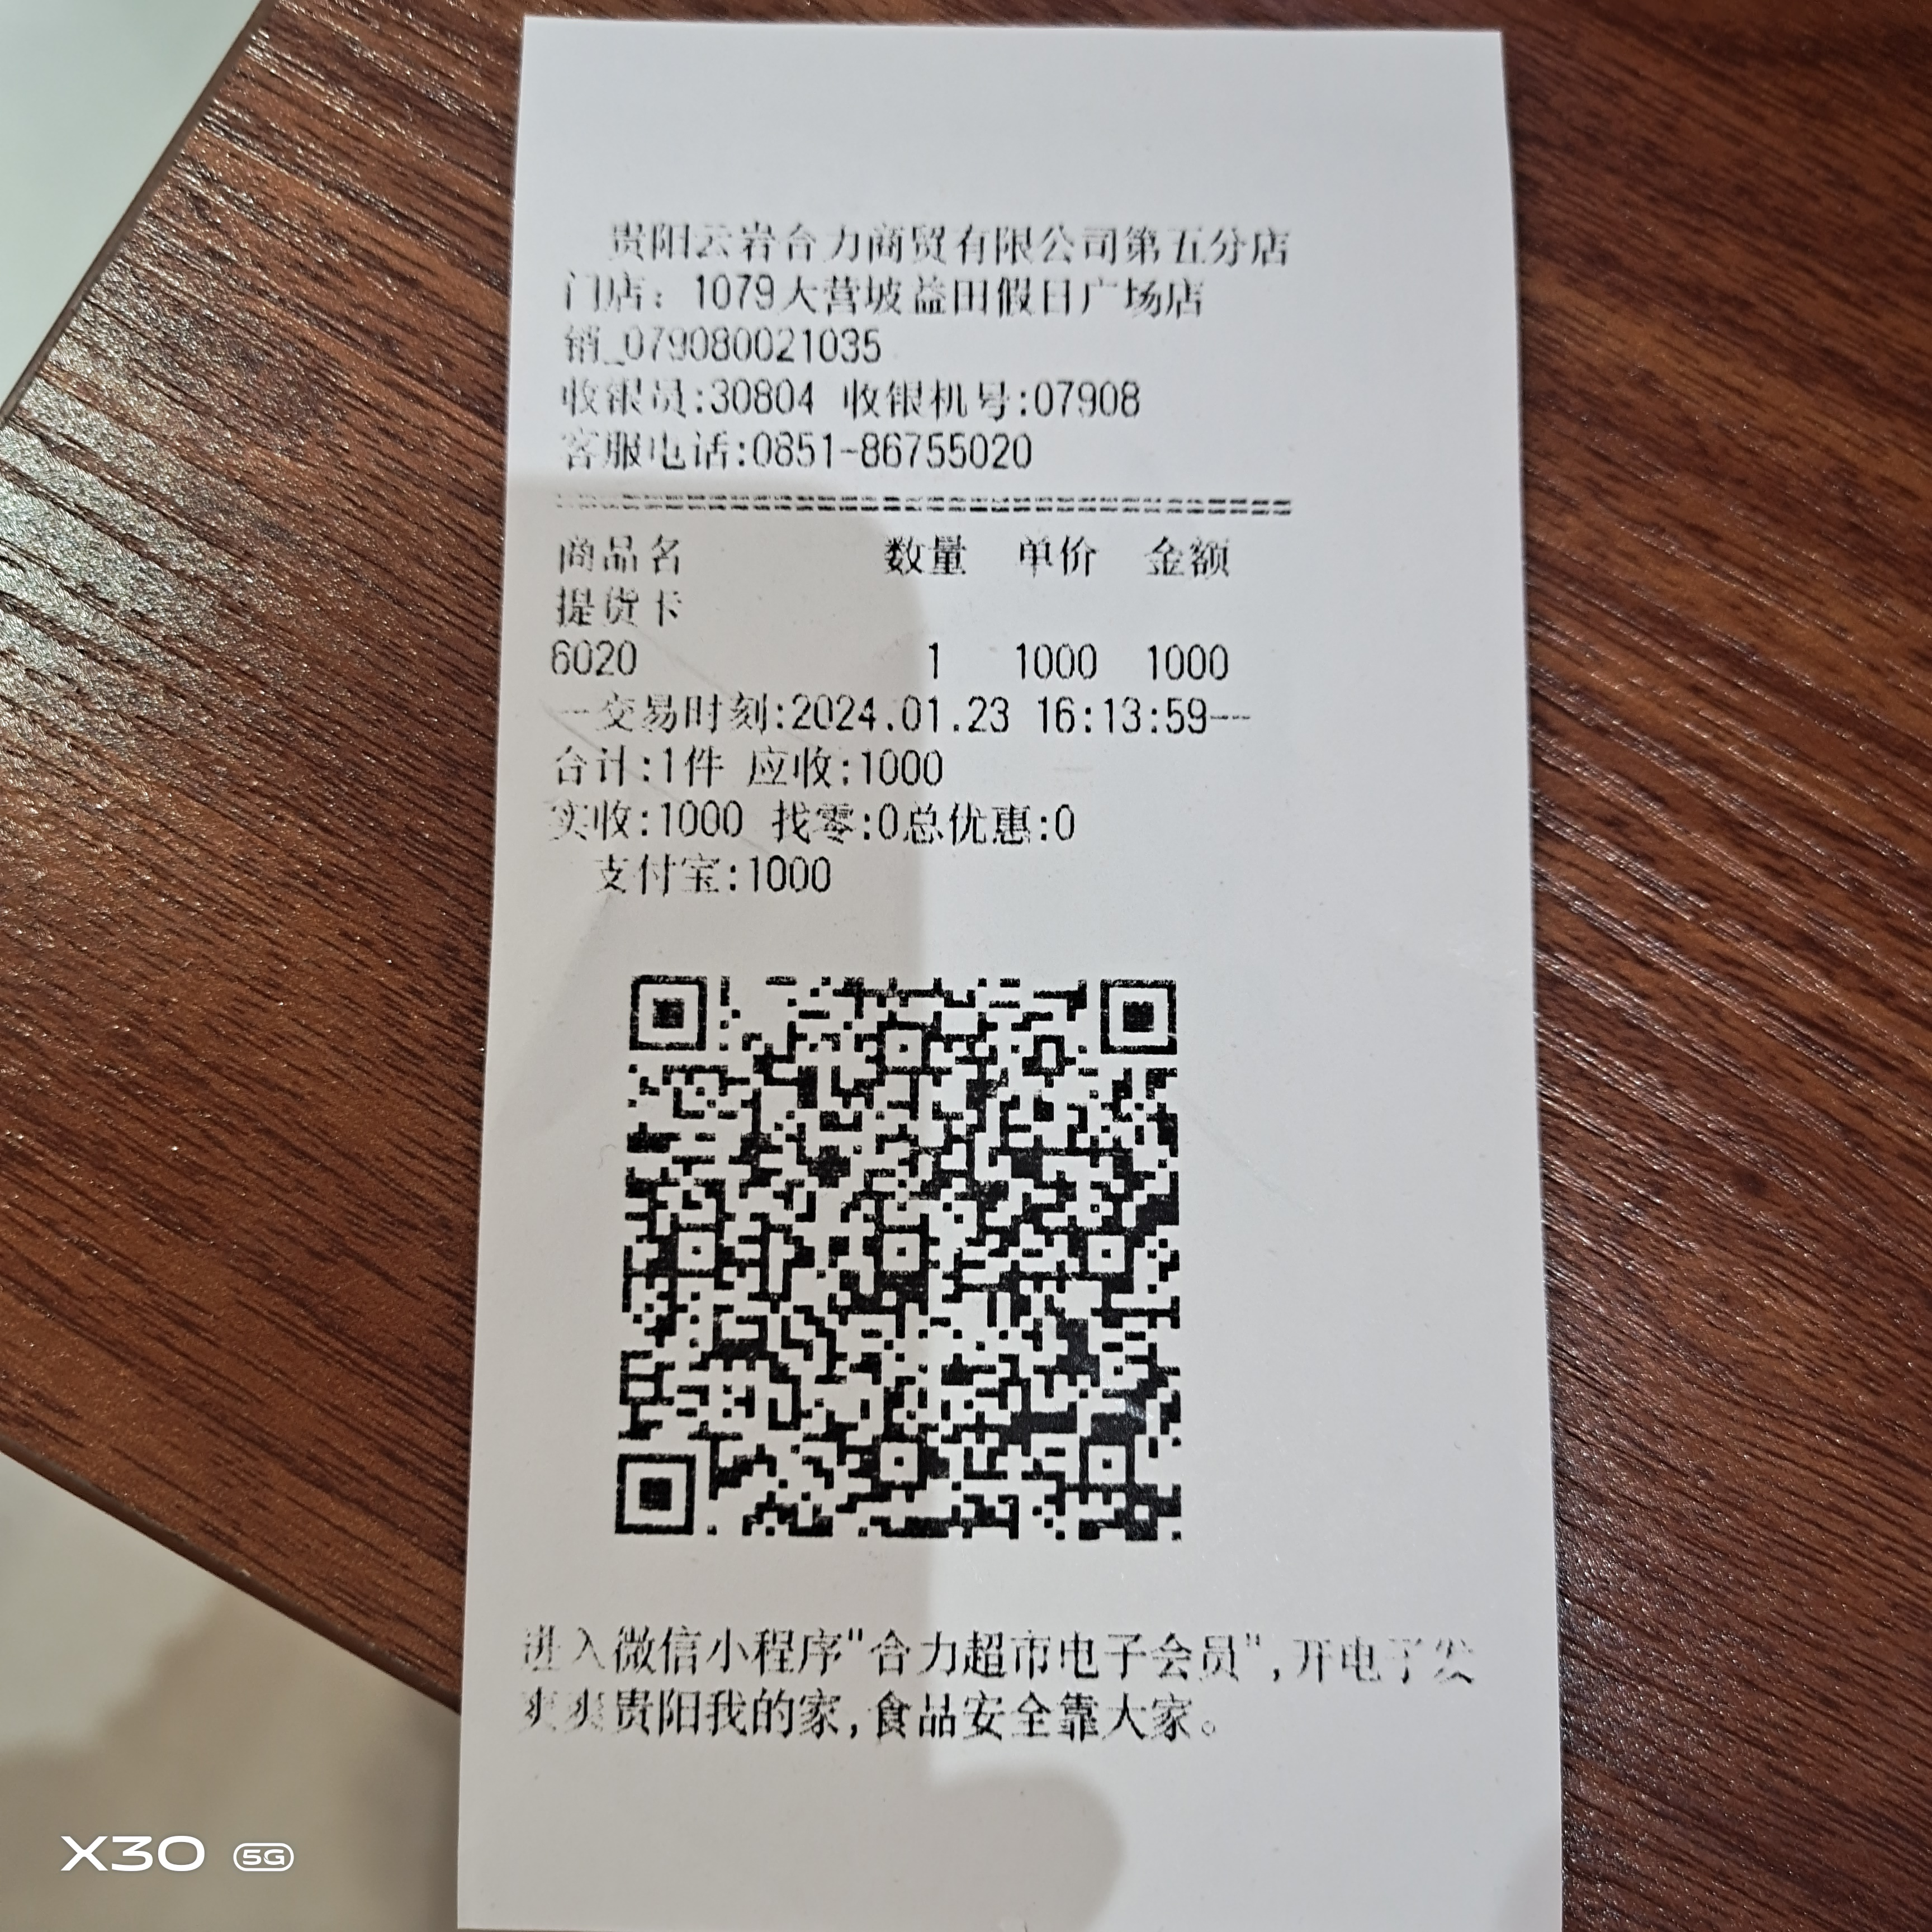 贵阳云岩合力商贸有限公司第五分店
门店：1079大营坡益田假日广场店
销_079080021035
收银员:30804 收银机号:07908
客服电话:0851-86755020
商品名 数量 单价 金额
提货卡
6020 1 1000 1000
--交易时刻:2024.01.23 16:13:59---
合计:1件 应收:1000
实收:1000 找零:0总优惠:0
支付宝:1000
进入微信小程序"合力超市电子会员",开电子发
爽爽贵阳我的家,食品安全靠大家。
X30 5G